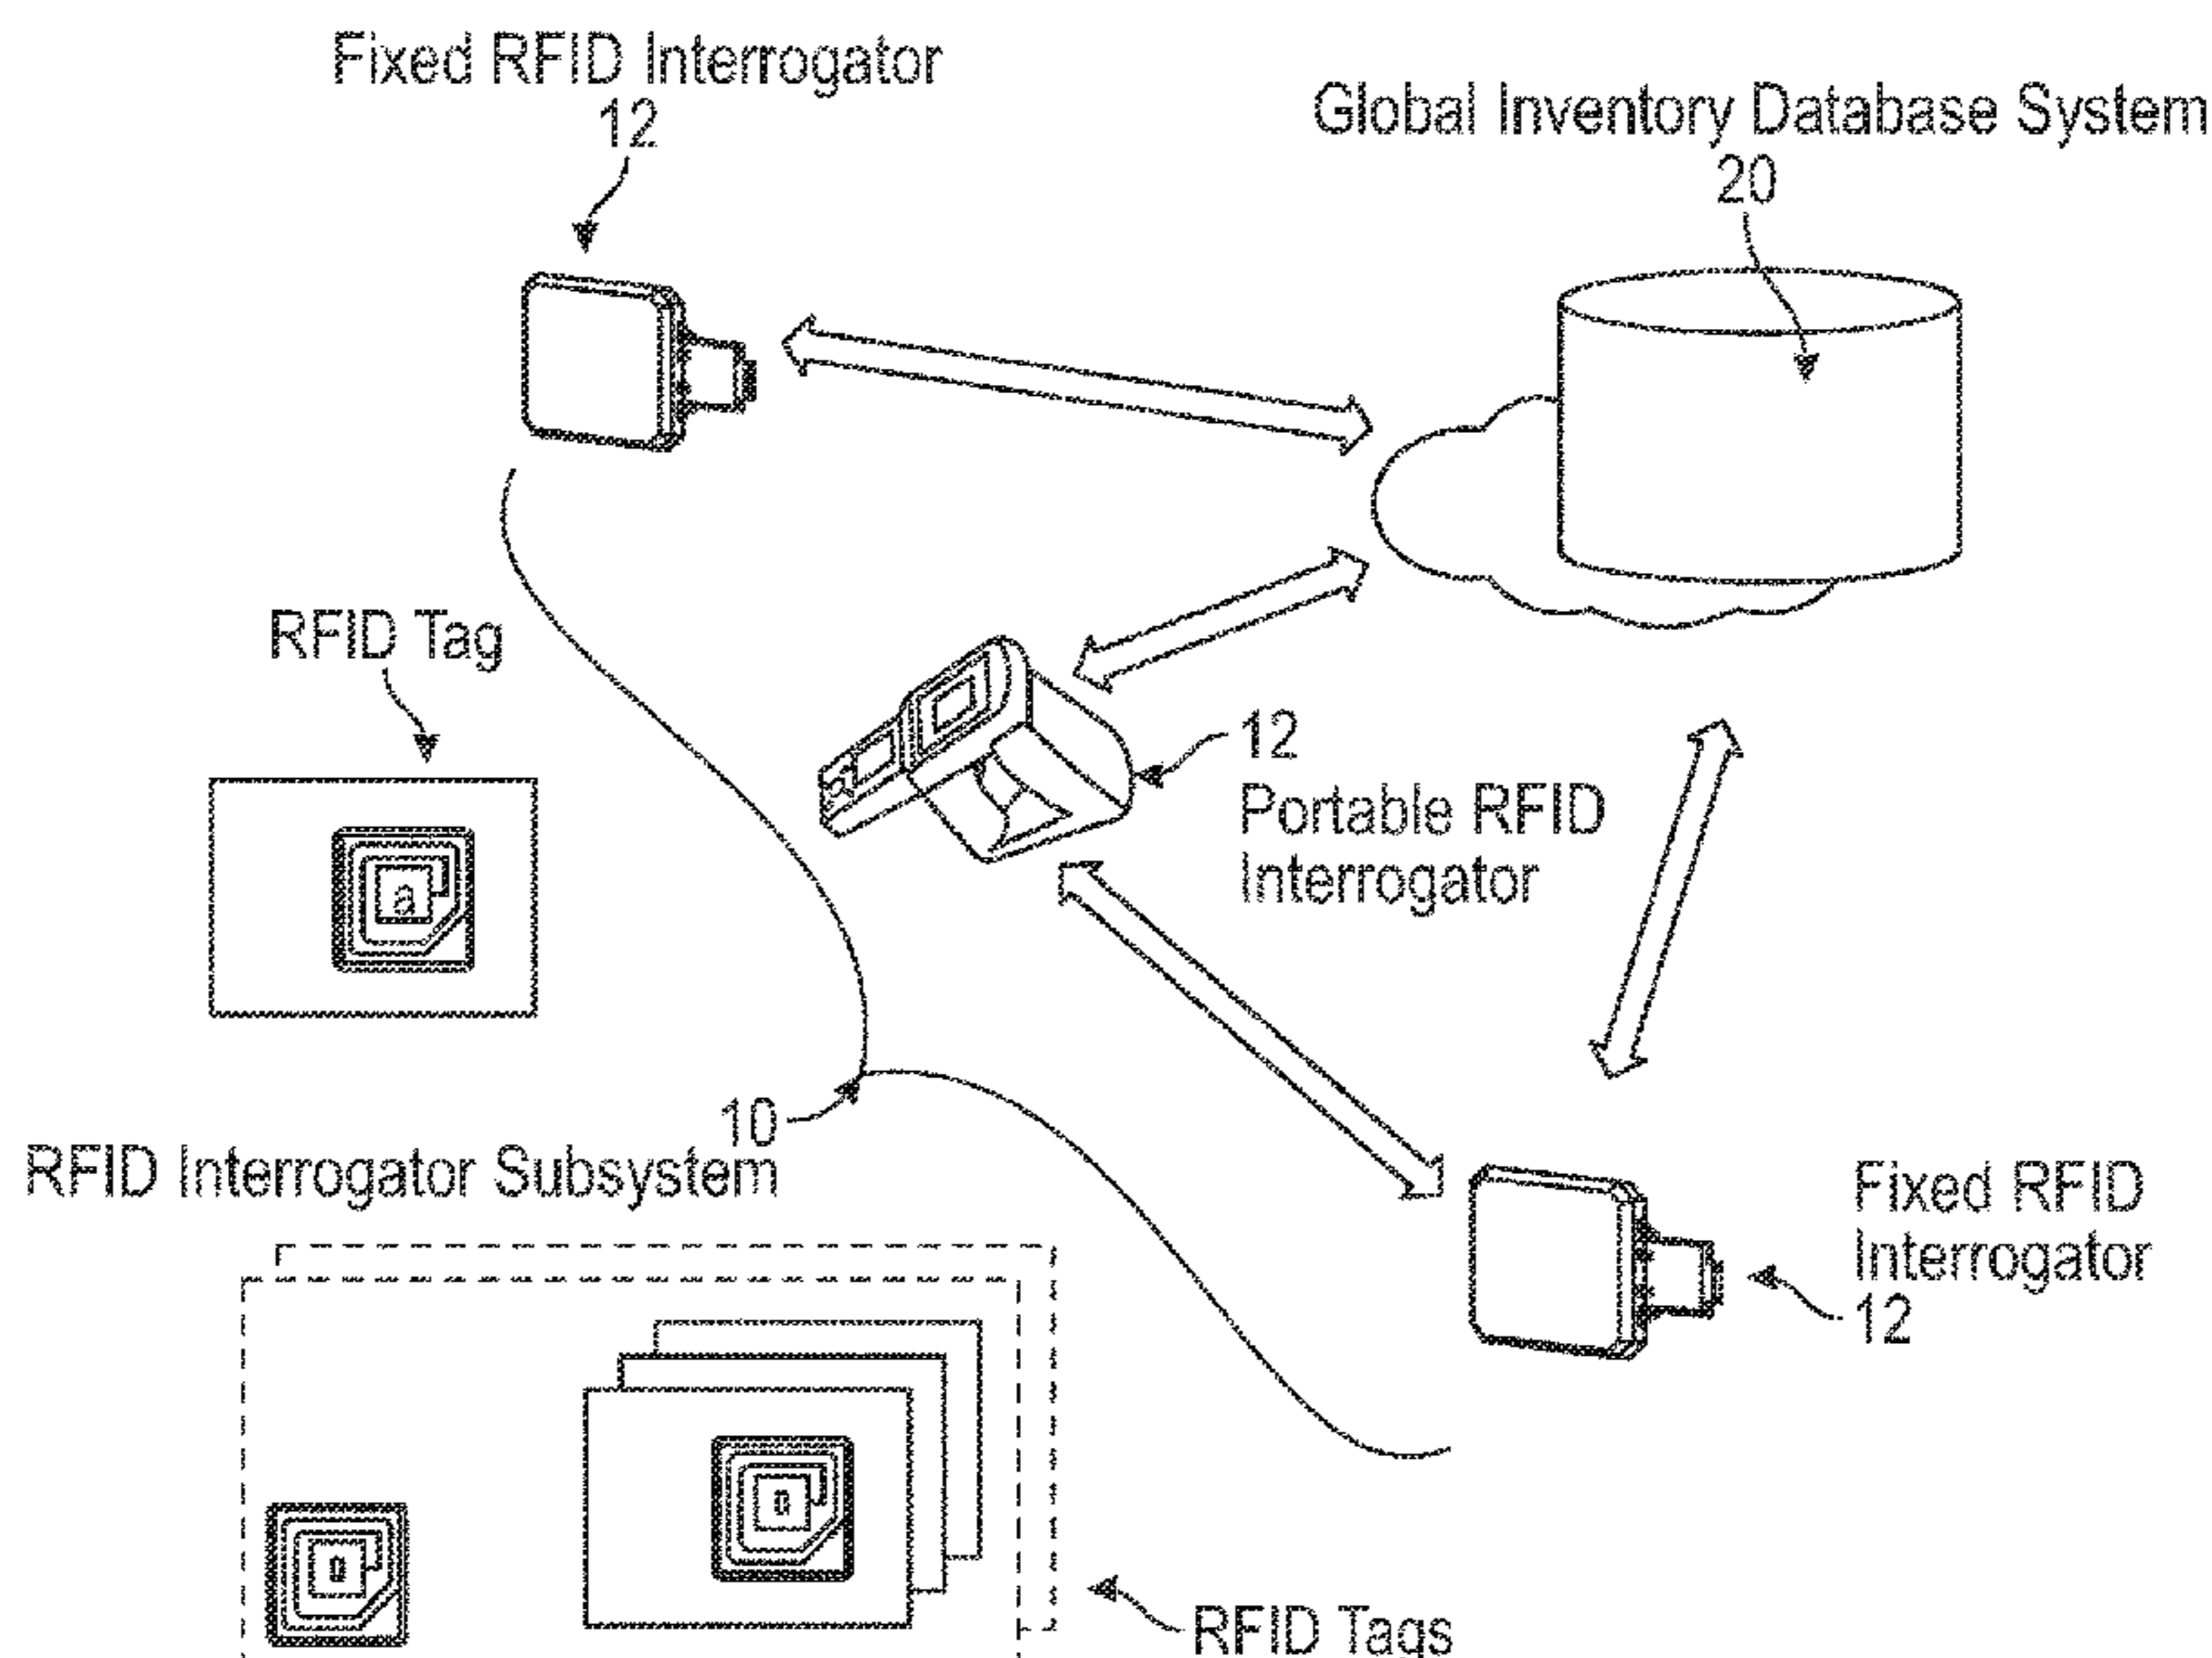 Fixed RFID Interrogator
12
Global Inventory Database System
20
RFID Tag
a
12
Portable RFID
Interrogator
10
RFID Interrogator Subsystem
Fixed RFID
Interrogator
12
RFID Tags